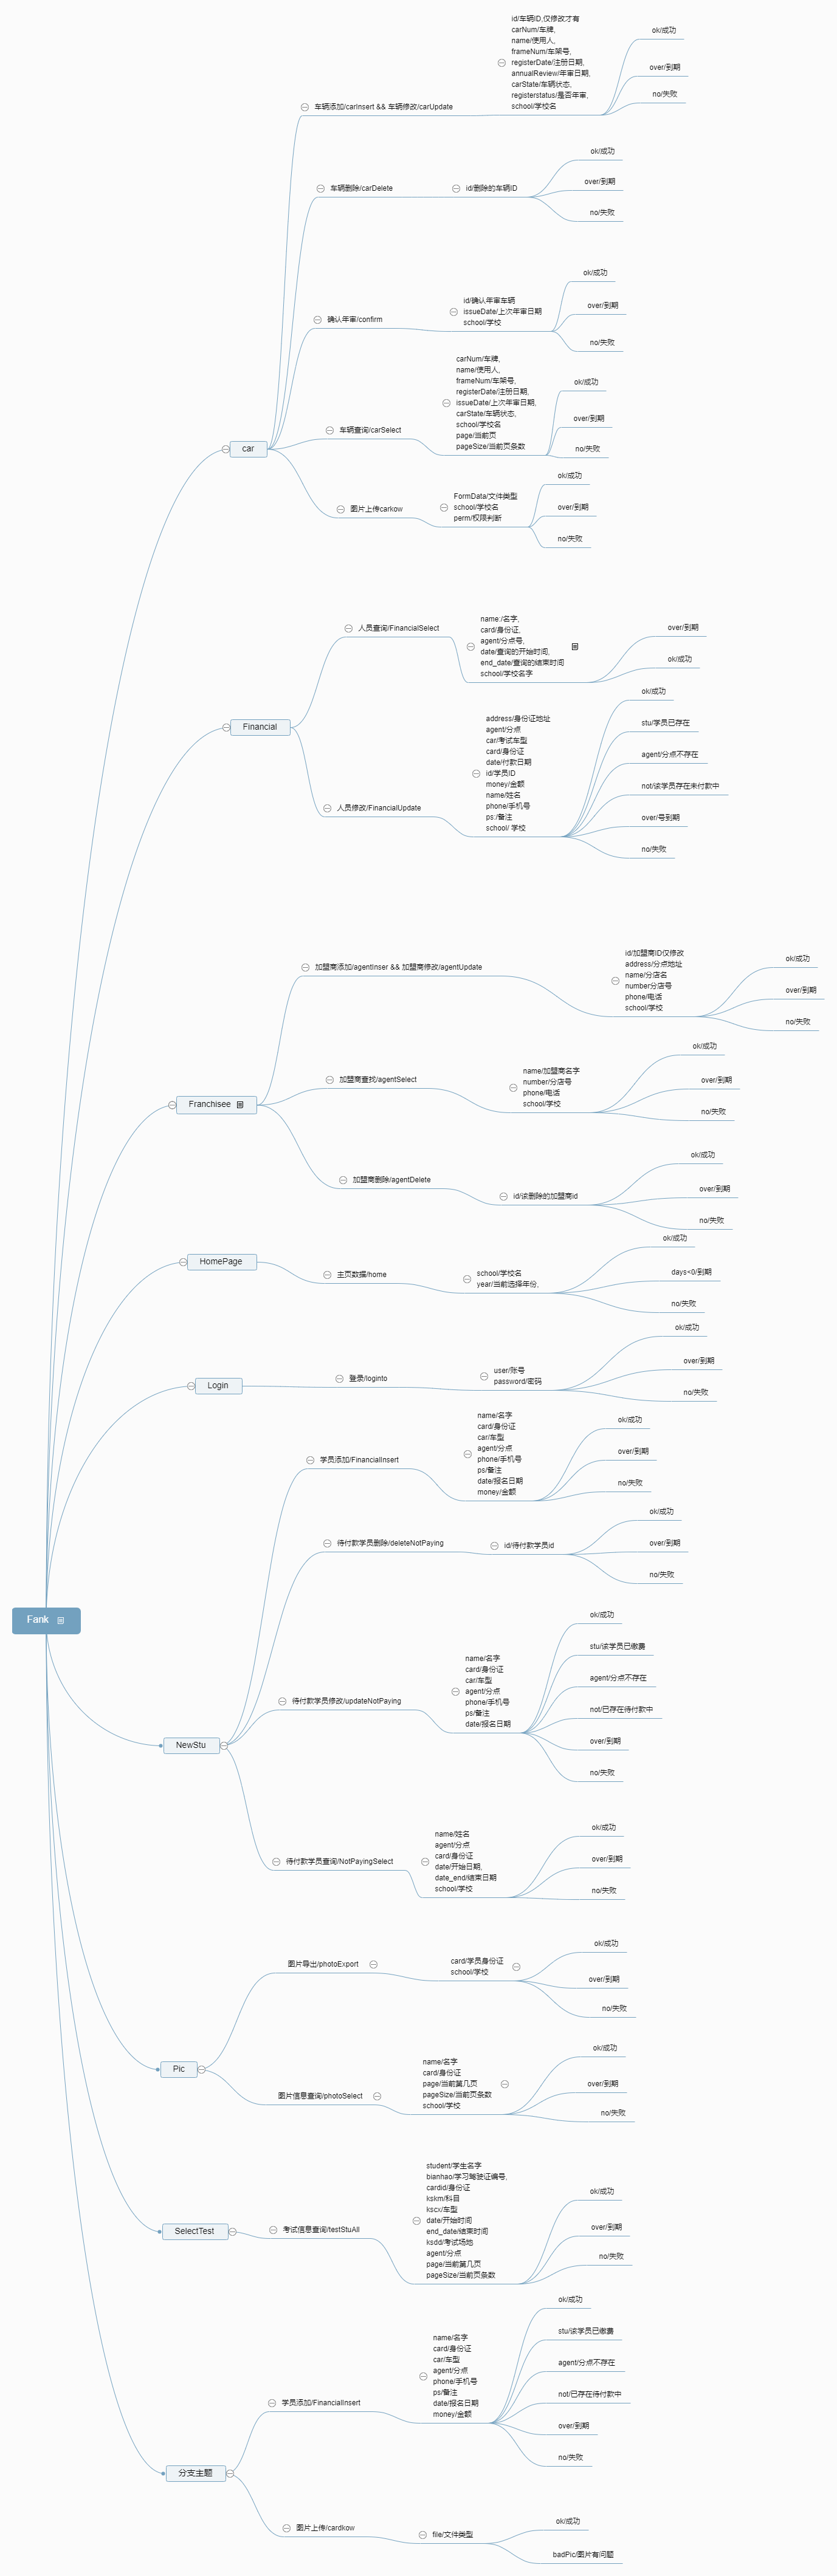 Fank
car
车辆添加/carInsert && 车辆修改/carUpdate
id/车辆ID,仅修改才有
carNum/车牌,
name/使用人,
frameNum/车架号,
registerDate/注册日期,
annualReview/年审日期,
carState/车辆状态,
registerstatus/是否年审,
school/学校名
ok/成功
over/到期
no/失败
车辆删除/carDelete
id/删除的车辆ID
ok/成功
over/到期
no/失败
确认年审/confirm
id/确认年审车辆
issueDate/上次年审日期
school/学校
ok/成功
over/到期
no/失败
车辆查询/carSelect
carNum/车牌,
name/使用人,
frameNum/车架号,
registerDate/注册日期,
issueDate/上次年审日期,
carState/车辆状态,
school/学校名
page/当前页
pageSize/当前页条数
ok/成功
over/到期
no/失败
图片上传carkow
FormData/文件类型
school/学校名
perm/权限判断
ok/成功
over/到期
no/失败
Financial
人员查询/FinancialSelect
name:/名字,
card/身份证,
agent/分点号,
date/查询的开始时间,
end_date/查询的结束时间
school/学校名字
over/到期
ok/成功
人员修改/FinancialUpdate
address/身份证地址
agent/分点
car/考试车型
card/身份证
date/付款日期
id/学员ID
money/金额
name/姓名
phone/手机号
ps:/备注
school/ 学校
ok/成功
stu/学员已存在
agent/分点不存在
not/该学员存在未付款中
over/号到期
no/失败
Franchisee
加盟商添加/agentInser && 加盟商修改/agentUpdate
id/加盟商ID仅修改
address/分点地址
name/分店名
number分店号
phone/电话
school/学校
ok/成功
over/到期
no/失败
加盟商查找/agentSelect
name/加盟商名字
number/分店号
phone/电话
school/学校
ok/成功
over/到期
no/失败
加盟商删除/agentDelete
id/该删除的加盟商id
ok/成功
over/到期
no/失败
HomePage
主页数据/home
school/学校名
year/当前选择年份,
ok/成功
days<0/到期
no/失败
Login
登录/loginto
user/账号
password/密码
ok/成功
over/到期
no/失败
NewStu
学员添加/FinancialInsert
name/名字
card/身份证
car/车型
agent/分点
phone/手机号
ps/备注
date/报名日期
money/金额
ok/成功
over/到期
no/失败
待付款学员删除/deleteNotPaying
id/待付款学员id
ok/成功
over/到期
no/失败
待付款学员修改/updateNotPaying
name/名字
card/身份证
car/车型
agent/分点
phone/手机号
ps/备注
date/报名日期
ok/成功
stu/该学员已缴费
agent/分点不存在
not/已存在待付款中
over/到期
no/失败
待付款学员查询/NotPayingSelect
name/姓名
agent/分点
card/身份证
date/开始日期,
date_end/结束日期
school/学校
ok/成功
over/到期
no/失败
Pic
图片导出/photoExport
card/学员身份证
school/学校
ok/成功
over/到期
no/失败
图片信息查询/photoSelect
name/名字
card/身份证
page/当前第几页
pageSize/当前页条数
school/学校
ok/成功
over/到期
no/失败
SelectTest
考试信息查询/testStuAll
student/学生名字
bianhao/学习驾驶证编号,
cardid/身份证
kskm/科目
kscx/车型
date/开始时间
end_date/结束时间
ksdd/考试场地
agent/分点
page/当前第几页
pageSize/当前页条数
ok/成功
over/到期
no/失败
分支主题
学员添加/FinancialInsert
name/名字
card/身份证
car/车型
agent/分点
phone/手机号
ps/备注
date/报名日期
money/金额
ok/成功
stu/该学员已缴费
agent/分点不存在
not/已存在待付款中
over/到期
no/失败
图片上传/cardkow
file/文件类型
ok/成功
badPic/图片有问题